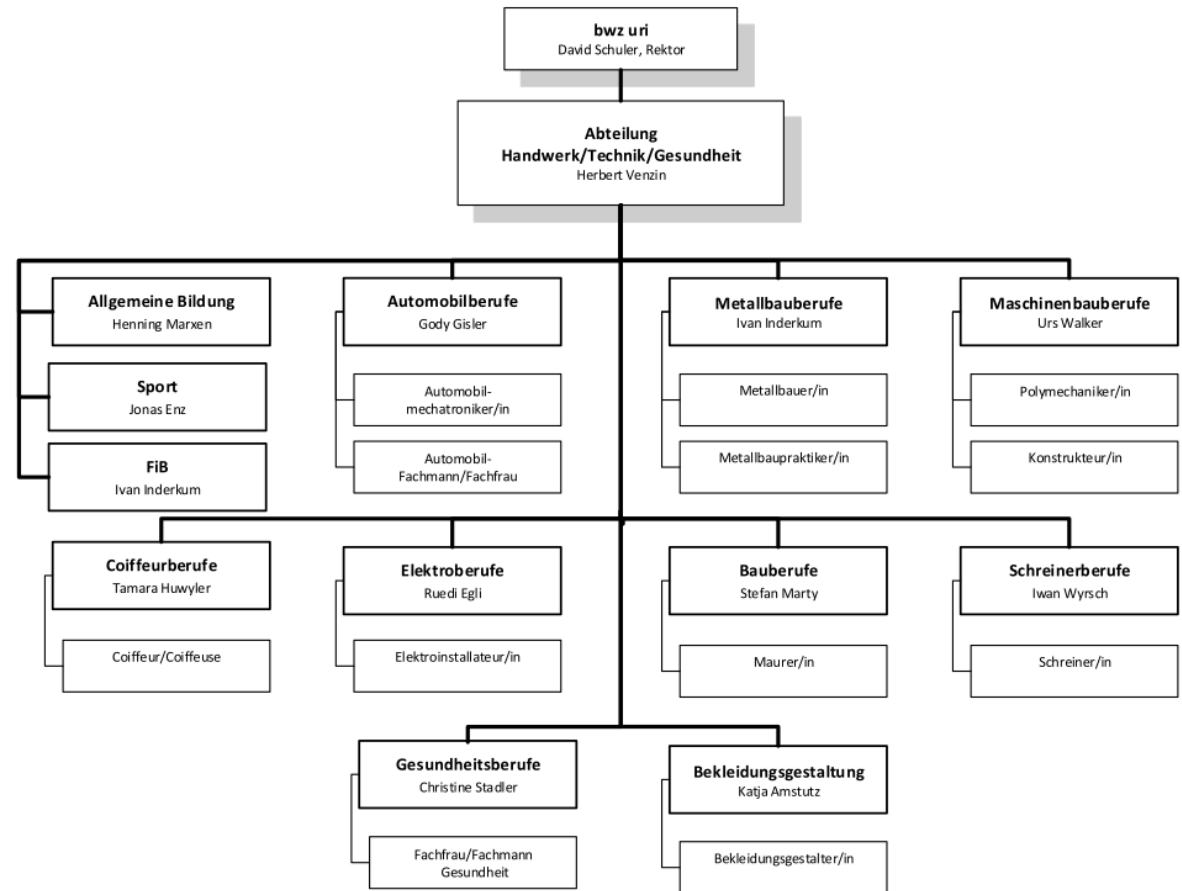 bwz uri
David Schuler, Rektor
Abteilung
Handwerk/Technik/Gesundheit
Herbert Venzin
Allgemeine Bildung
Henning Marxen
Sport
Jonas Enz
FiB
Ivan Inderkum
Automobilberufe
Gody Gisler
Automobil-
mechatroniker/in
Automobil-
Fachmann/Fachfrau
Metallbauberufe
Ivan Inderkum
Metallbauer/in
Metallbaupraktiker/in
Maschinenbauberufe
Urs Walker
Polymechaniker/in
Konstrukteur/in
Coiffeurberufe
Tamara Huwyler
Coiffeur/Coiffeuse
Elektroberufe
Ruedi Egli
Elektroinstallateur/in
Bauberufe
Stefan Marty
Maurer/in
Schreinerberufe
Iwan Wyrsch
Schreiner/in
Gesundheitsberufe
Christine Stadler
Fachfrau/Fachmann
Gesundheit
Bekleidungsgestaltung
Katja Amstutz
Bekleidungsgestalter/in